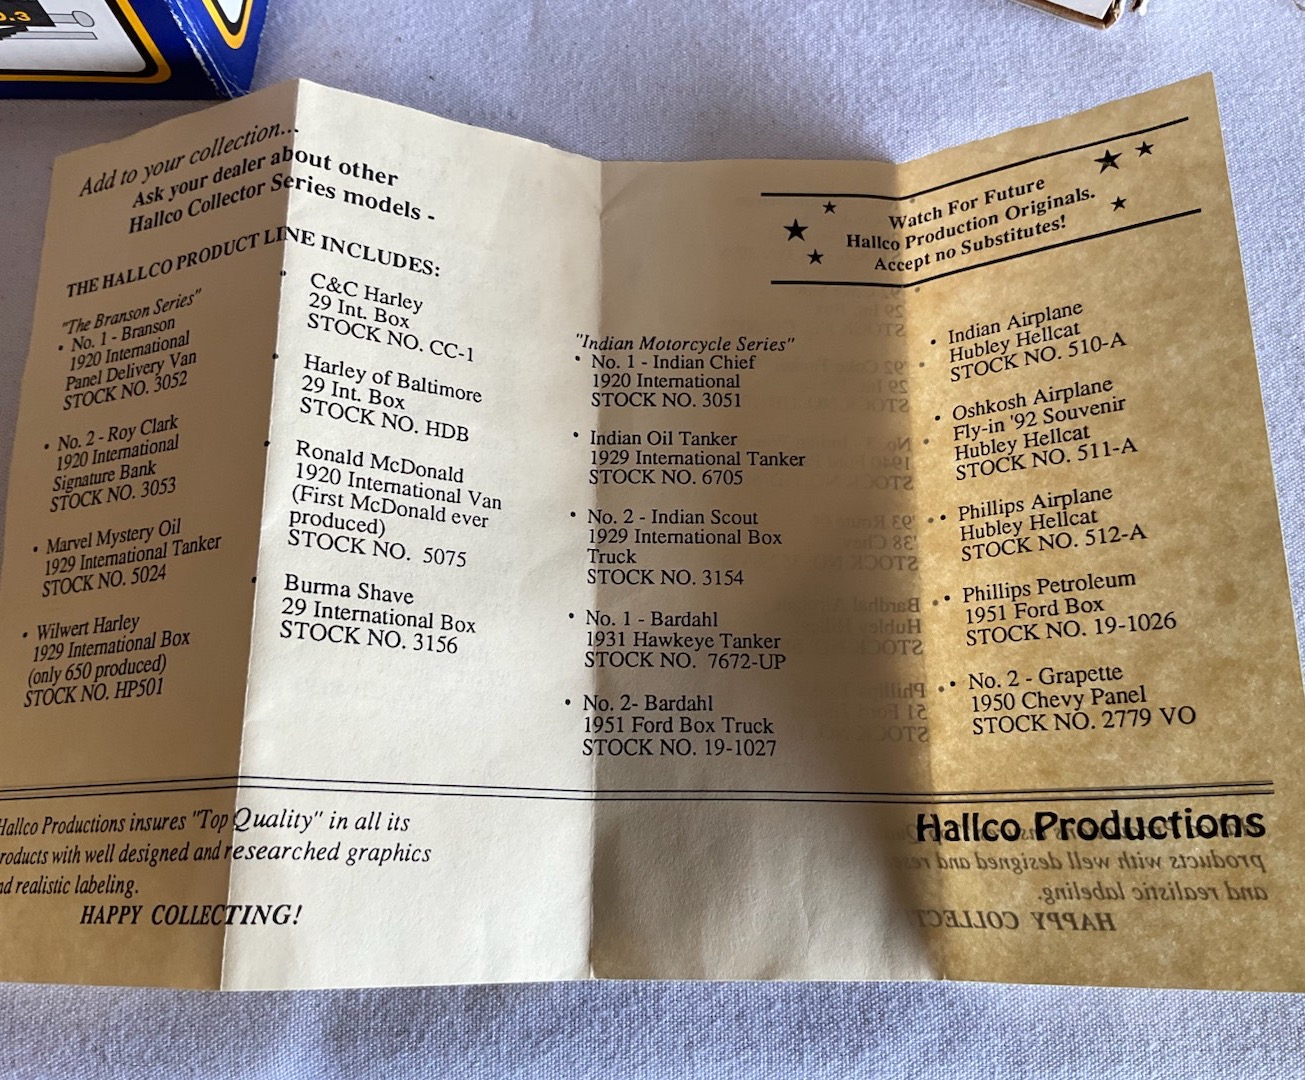 0.3
Add to your collection...
Ask your dealer about other
Hallco Collector Series models -
THE HALLCO PRODUCT LINE INCLUDES:
"The Branson Series"
• No. 1 - Branson
1920 International
Panel Delivery Van
STOCK NO. 3052
• No. 2 - Roy Clark
1920 International
Signature Bank
STOCK NO. 3053
• Marvel Mystery Oil
1929 International Tanker
STOCK NO. 5024
• Wilwert Harley
1929 International Box
(only 650 produced)
STOCK NO. HP501
• C&C Harley
29 Int. Box
STOCK NO. CC-1
• Harley of Baltimore
29 Int. Box
STOCK NO. HDB
• Ronald McDonald
1920 International Van
(First McDonald ever
produced)
STOCK NO. 5075
• Burma Shave
29 International Box
STOCK NO. 3156
"Indian Motorcycle Series"
• No. 1 - Indian Chief
1920 International
STOCK NO. 3051
• Indian Oil Tanker
1929 International Tanker
STOCK NO. 6705
• No. 2 - Indian Scout
1929 International Box
Truck
STOCK NO. 3154
• No. 1 - Bardahl
1931 Hawkeye Tanker
STOCK NO. 7672-UP
• No. 2- Bardahl
1951 Ford Box Truck
STOCK NO. 19-1027
Watch For Future
Hallco Production Originals.
Accept no Substitutes!
• Indian Airplane
Hubley Hellcat
STOCK NO. 510-A
• Oshkosh Airplane
Fly-in '92 Souvenir
Hubley Hellcat
STOCK NO. 511-A
• Phillips Airplane
Hubley Hellcat
STOCK NO. 512-A
• Phillips Petroleum
1951 Ford Box
STOCK NO. 19-1026
• No. 2 - Grapette
1950 Chevy Panel
STOCK NO. 2779 VO
Hallco Productions insures "Top Quality" in all its
roducts with well designed and researched graphics
nd realistic labeling.
HAPPY COLLECTING!
Hallco Productions